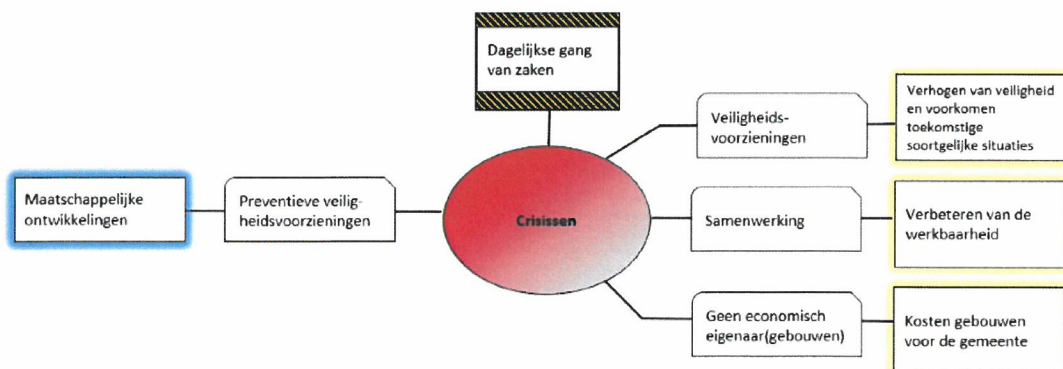 Dagelijkse gang
van zaken
Maatschappelijke
ontwikkelingen
Preventieve veilig-
heidsvoorzieningen
Crisissen
Veiligheids-
voorzieningen
Verhogen van veiligheid
en voorkomen
toekomstige
soortgelijke situaties
Samenwerking
Verbeteren van de
werkbaarheid
Geen economisch
eigenaar(gebouwen)
Kosten gebouwen
voor de gemeente